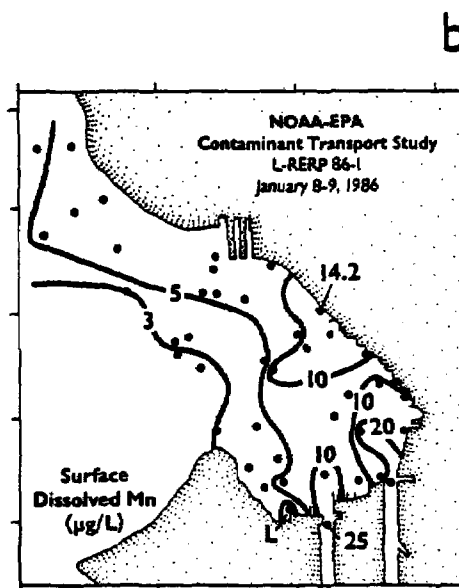 b
NOAA-EPA
Contaminant Transport Study
L-RERP 86-1
January 8-9, 1986
14.2
5
3
10
10
20
10
Surface
Dissolved Mn
(µg/L)
L
25